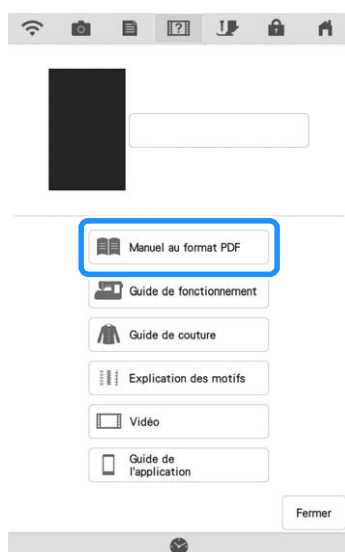 Manuel au format PDF
Guide de fonctionnement
Guide de couture
Explication des motifs
Vidéo
Guide de
l'application
Fermer